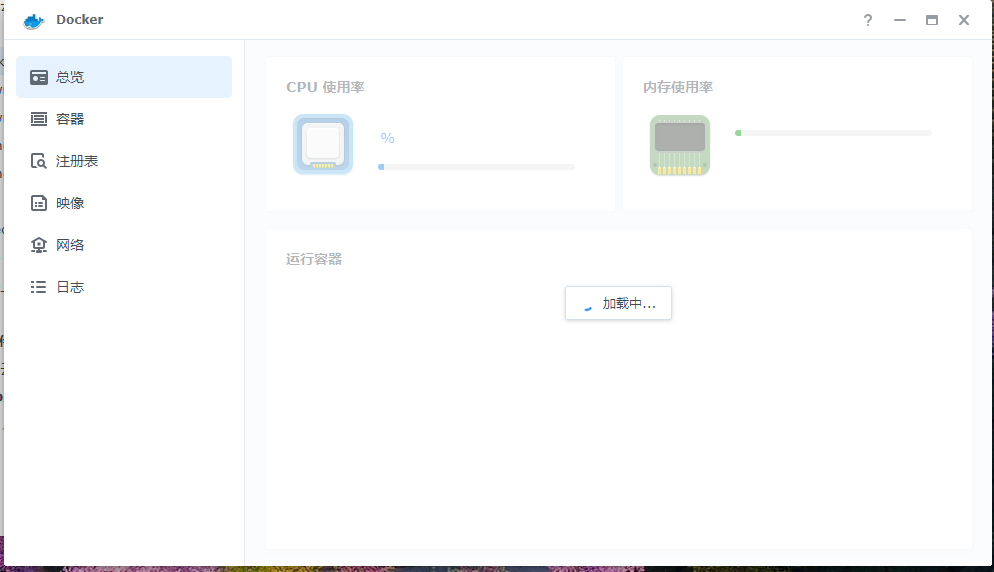 Docker
?
总览
容器
注册表
映像
网络
日志
CPU 使用率
%
内存使用率
运行容器
加载中...